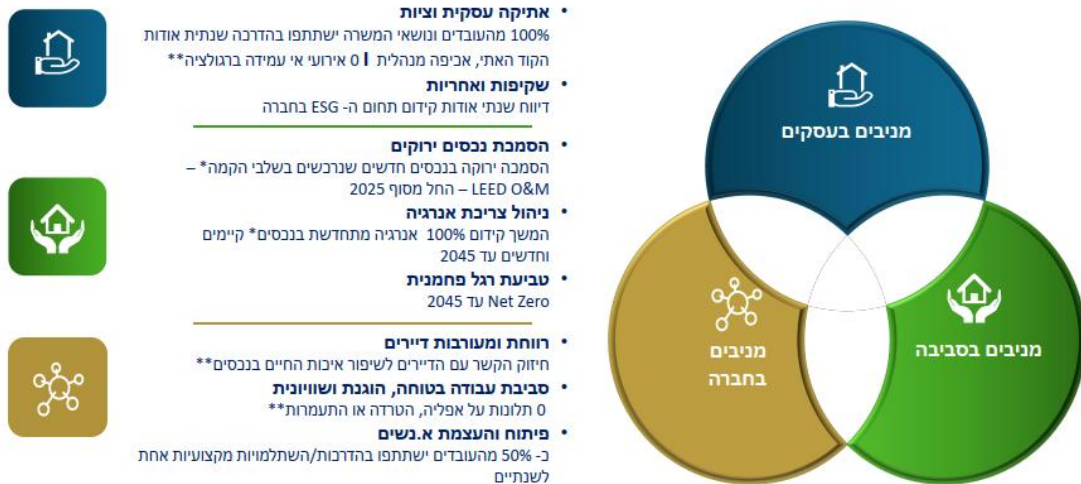 אתיקה עסקית וציות
100% מהעובדים ונושאי המשרה ישתתפו בהדרכה שנתית אודות
הקוד האתי, אכיפה מנהלית I 0 אירועי אי עמידה ברגולציה**
שקיפות ואחריות
דיווח שנתי אודות קידום תחום ה- ESG בחברה
הסמכת נכסים ירוקים
הסמכה ירוקה בנכסים חדשים שנרכשים בשלבי הקמה* –
LEED O&M – החל מסוף 2025
ניהול צריכת אנרגיה
המשך קידום 100% אנרגיה מתחדשת בנכסים* קיימים
וחדשים עד 2045
טביעת רגל פחמנית
Net Zero עד 2045
רווחת ומעורבות דיירים
חיזוק הקשר עם הדיירים לשיפור איכות החיים בנכסים**
סביבת עבודה בטוחה, הוגנת ושוויונית
0 תלונות על אפליה, הטרדה או התעמרות**
פיתוח והעצמת א.נשים
כ- 50% מהעובדים ישתתפו בהדרכות/השתלמויות מקצועיות אחת
לשנתיים
מניבים בעסקים
מניבים בסביבה
מניבים
בחברה